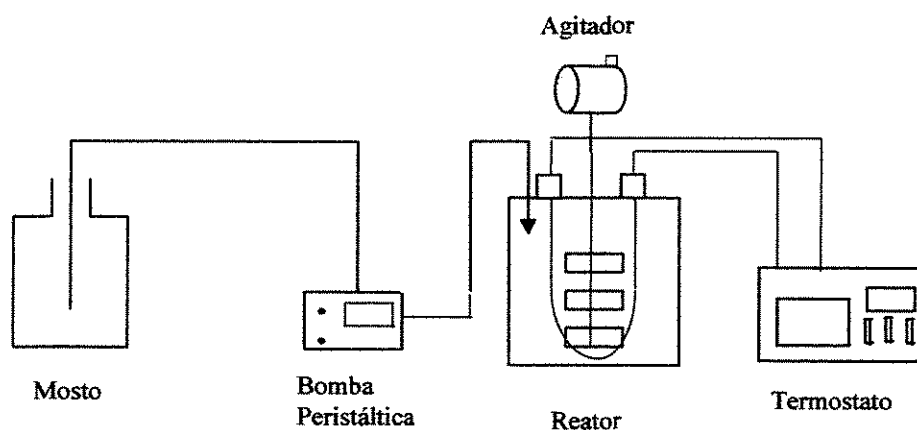 Agitador
Mosto
Bomba
Peristáltica
Reator
Termostato